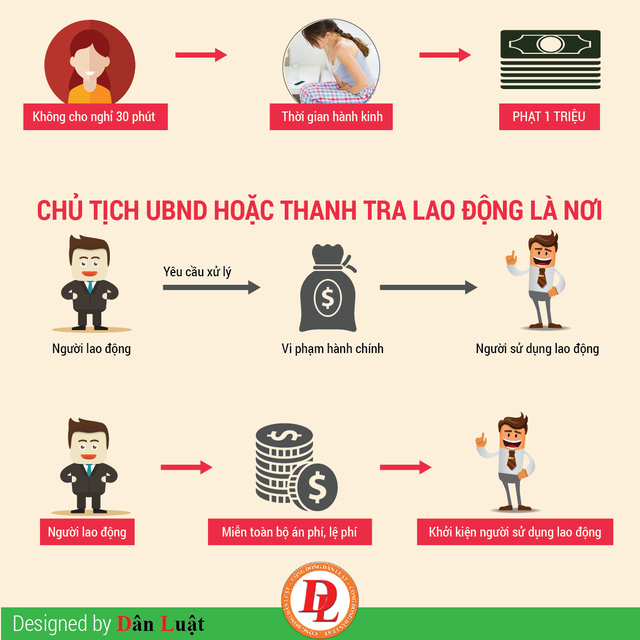 Không cho nghỉ 30 phút
Thời gian hành kinh
PHẠT 1 TRIỆU
CHỦ TỊCH UBND HOẶC THANH TRA LAO ĐỘNG LÀ NƠI
Yêu cầu xử lý
Người lao động
Vi phạm hành chính
Người sử dụng lao động
Người lao động
Miễn toàn bộ án phí, lệ phí
Khởi kiện người sử dụng lao động
DL
Designed by Dân Luật